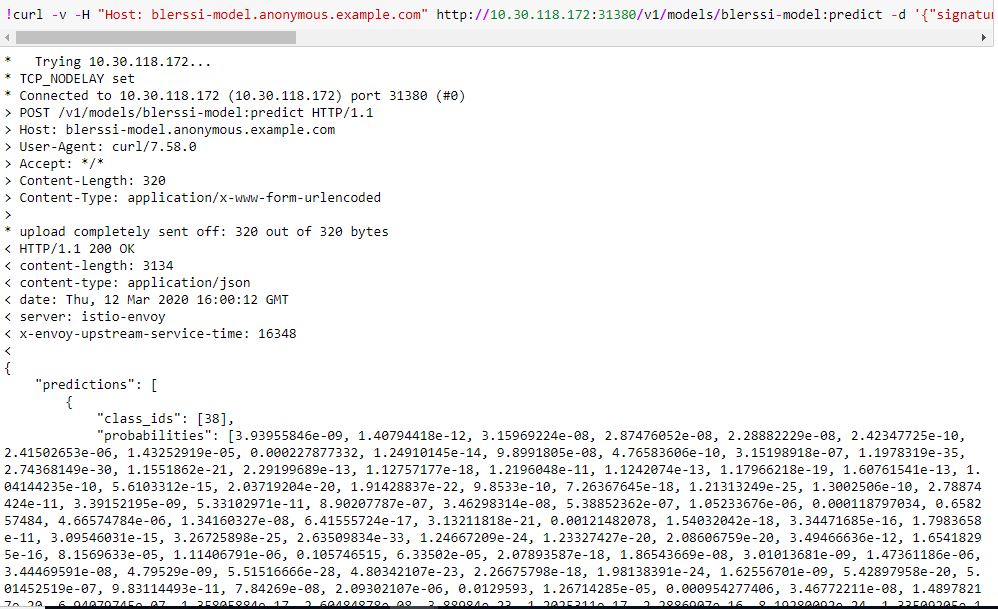 !curl -v -H "Host: blerssi-model.anonymous.example.com" http://10.30.118.172:31380/v1/models/blerssi-model:predict -d '{"signatur
*   Trying 10.30.118.172...
* TCP_NODELAY set
* Connected to 10.30.118.172 (10.30.118.172) port 31380 (#0)
> POST /v1/models/blerssi-model:predict HTTP/1.1
> Host: blerssi-model.anonymous.example.com
> User-Agent: curl/7.58.0
> Accept: */*
> Content-Length: 320
> Content-Type: application/x-www-form-urlencoded
>
* upload completely sent off: 320 out of 320 bytes
< HTTP/1.1 200 OK
< content-length: 3134
< content-type: application/json
< date: Thu, 12 Mar 2020 16:00:12 GMT
< server: istio-envoy
< x-envoy-upstream-service-time: 16348
<
{
    "predictions": [
        {
            "class_ids": [38],
            "probabilities": [3.93955846e-09, 1.40794418e-12, 3.15969224e-08, 2.87476052e-08, 2.28882229e-08, 2.42347725e-10,
2.41502653e-06, 1.43252919e-05, 0.000227877332, 1.24910145e-14, 9.8991805e-08, 4.76583606e-10, 3.15198918e-07, 1.1978319e-35,
2.74368149e-30, 1.1551862e-21, 2.29199689e-13, 1.12757177e-18, 1.2196048e-11, 1.1242074e-13, 1.17966218e-19, 1.60761541e-13, 1.
04144235e-10, 5.6103312e-15, 2.03719204e-20, 1.91428837e-22, 9.8533e-10, 7.26367645e-18, 1.21313249e-25, 1.3002506e-10, 2.78874
424e-11, 3.39152195e-09, 5.33102971e-11, 8.90207787e-07, 3.46298314e-08, 5.38852362e-07, 1.05233676e-06, 0.000118797034, 0.6582
57484, 4.66574784e-06, 1.34160327e-08, 6.41555724e-17, 3.13211818e-21, 0.00121482078, 1.54032042e-18, 3.34471685e-16, 1.7983658
e-11, 3.09546031e-15, 3.26725898e-25, 2.63509834e-33, 1.24667209e-24, 1.23327427e-20, 2.08606759e-20, 3.49466636e-12, 1.6541829
5e-16, 8.1569633e-05, 1.11406791e-06, 0.105746515, 6.33502e-05, 2.07893587e-18, 1.86543669e-08, 3.01013681e-09, 1.47361186e-06,
3.44469591e-08, 4.79529e-09, 5.51516666e-28, 4.80342107e-23, 2.26675798e-18, 1.98138391e-24, 1.62556701e-09, 5.42897958e-20, 5.
01452519e-07, 9.83114493e-11, 7.84269e-08, 2.09302107e-06, 0.0129593, 1.26714285e-05, 0.000954277406, 3.46772211e-08, 1.4897821